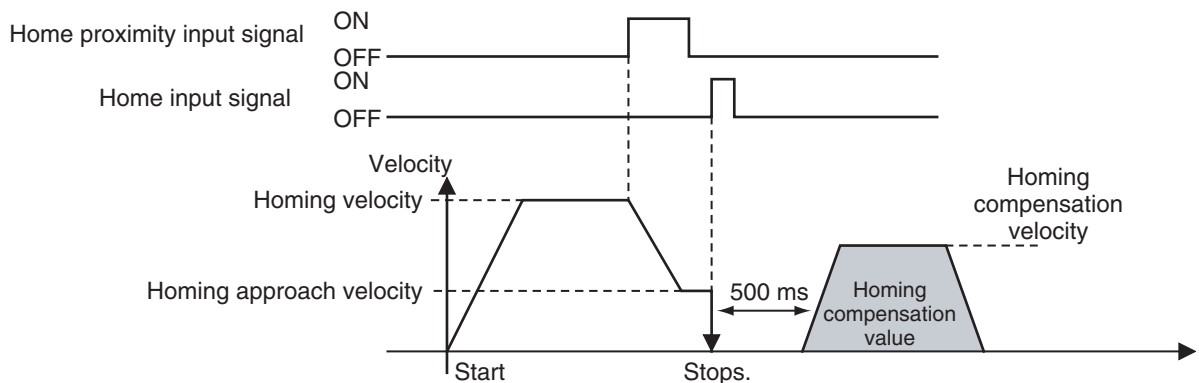 Home proximity input signal
ON
OFF
Home input signal
ON
OFF
Velocity
Homing velocity
Homing approach velocity
Start
Stops.
500 ms
Homing
compensation
value
Homing
compensation
velocity